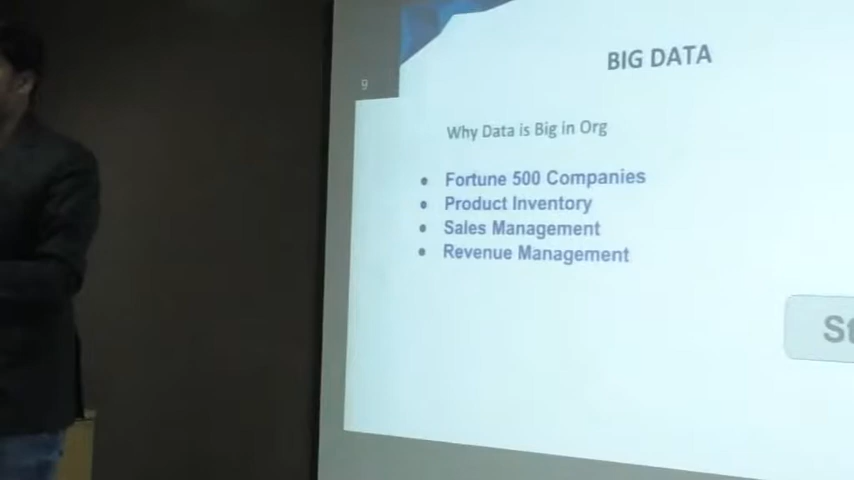 9
BIG DATA
Why Data is Big in Org
• Fortune 500 Companies
• Product Inventory
• Sales Management
• Revenue Management